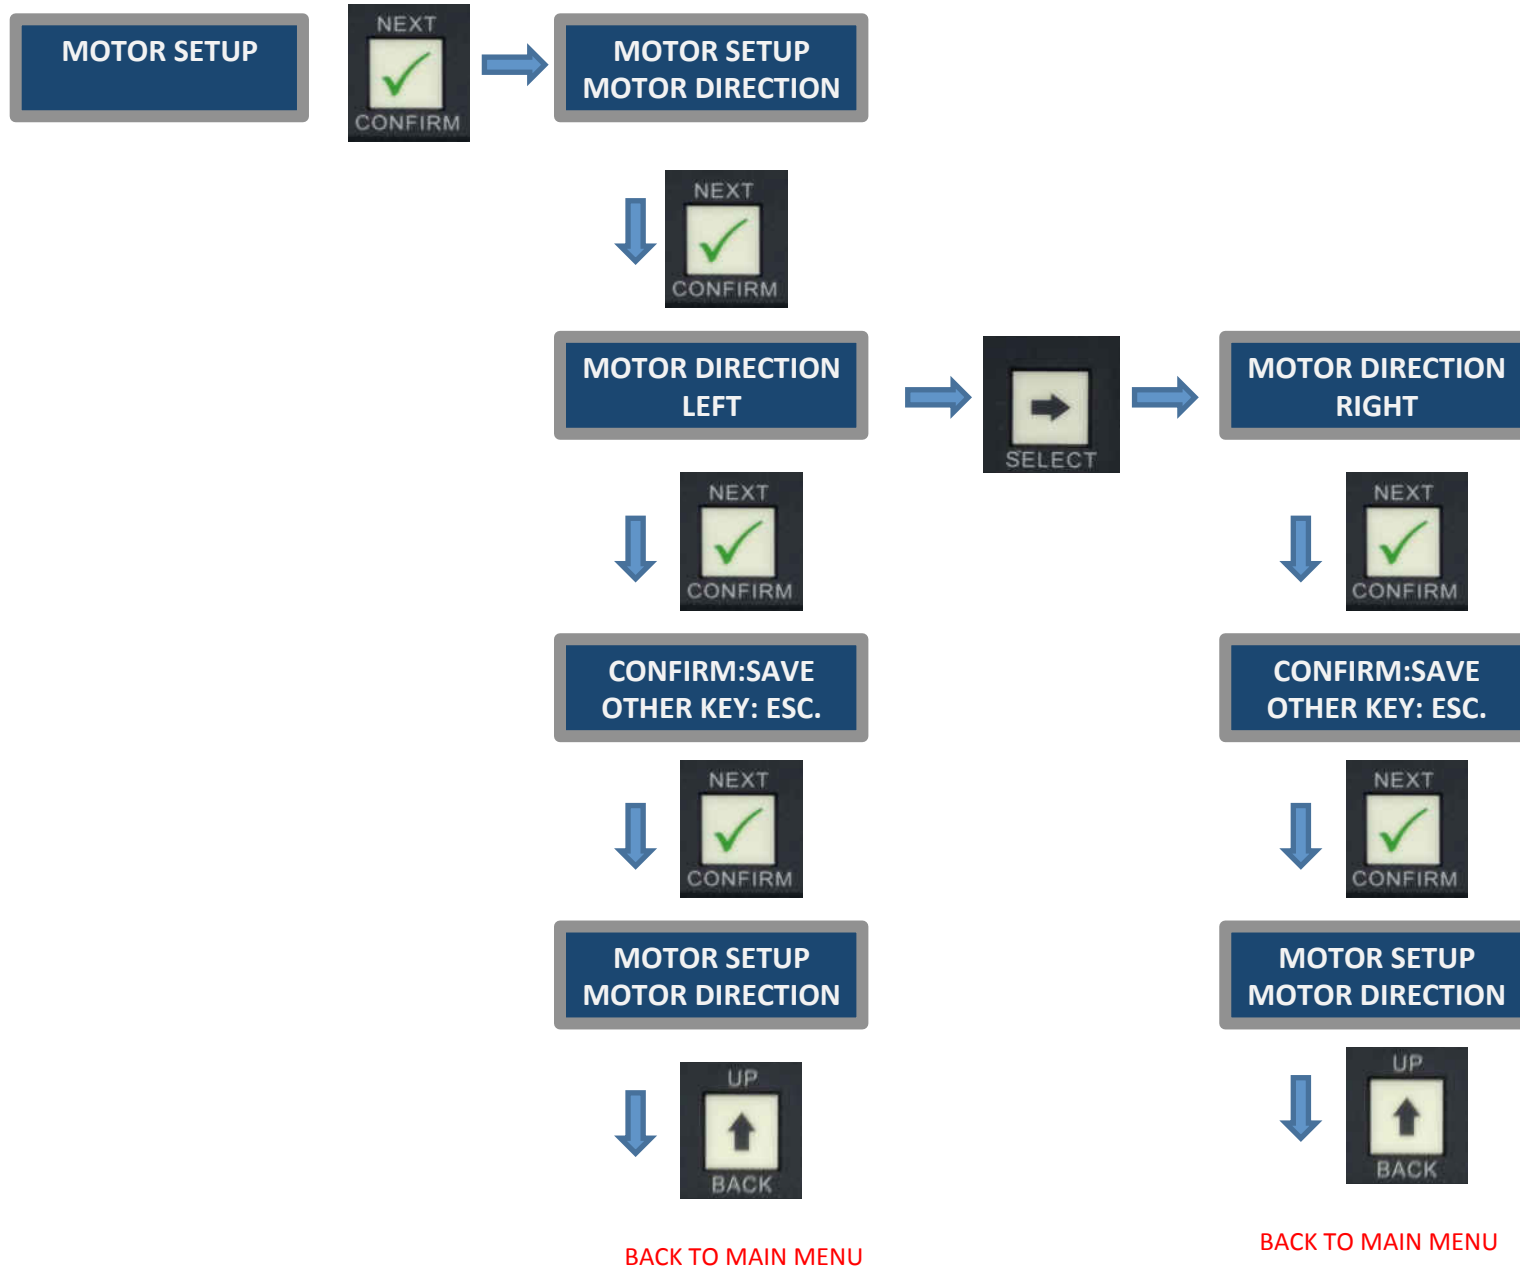 MOTOR SETUP
NEXT
CONFIRM
MOTOR SETUP
MOTOR DIRECTION
NEXT
CONFIRM
MOTOR DIRECTION
LEFT
SELECT
MOTOR DIRECTION
RIGHT
NEXT
CONFIRM
NEXT
CONFIRM
CONFIRM:SAVE
OTHER KEY: ESC.
CONFIRM:SAVE
OTHER KEY: ESC.
NEXT
CONFIRM
NEXT
CONFIRM
MOTOR SETUP
MOTOR DIRECTION
MOTOR SETUP
MOTOR DIRECTION
UP
BACK
UP
BACK
BACK TO MAIN MENU
BACK TO MAIN MENU